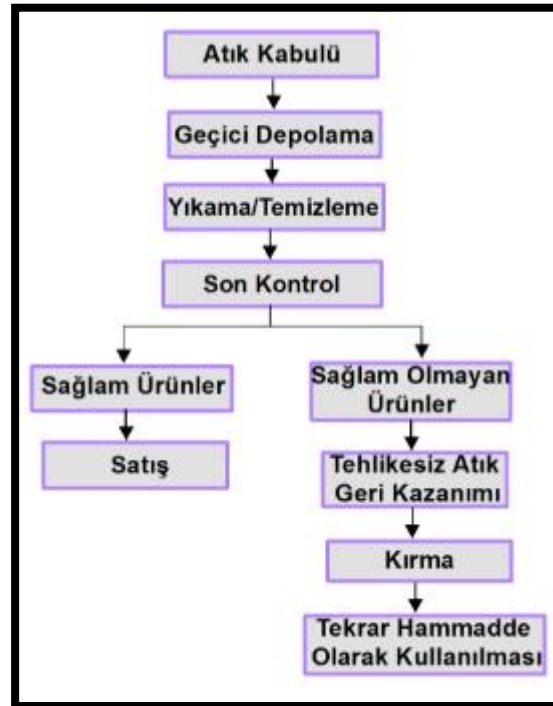 Atık Kabulü
Geçici Depolama
Yıkama/Temizleme
Son Kontrol
Sağlam Ürünler
Satış
Sağlam Olmayan
Ürünler
Tehlikesiz Atık
Geri Kazanımı
Kırma
Tekrar Hammadde
Olarak Kullanılması